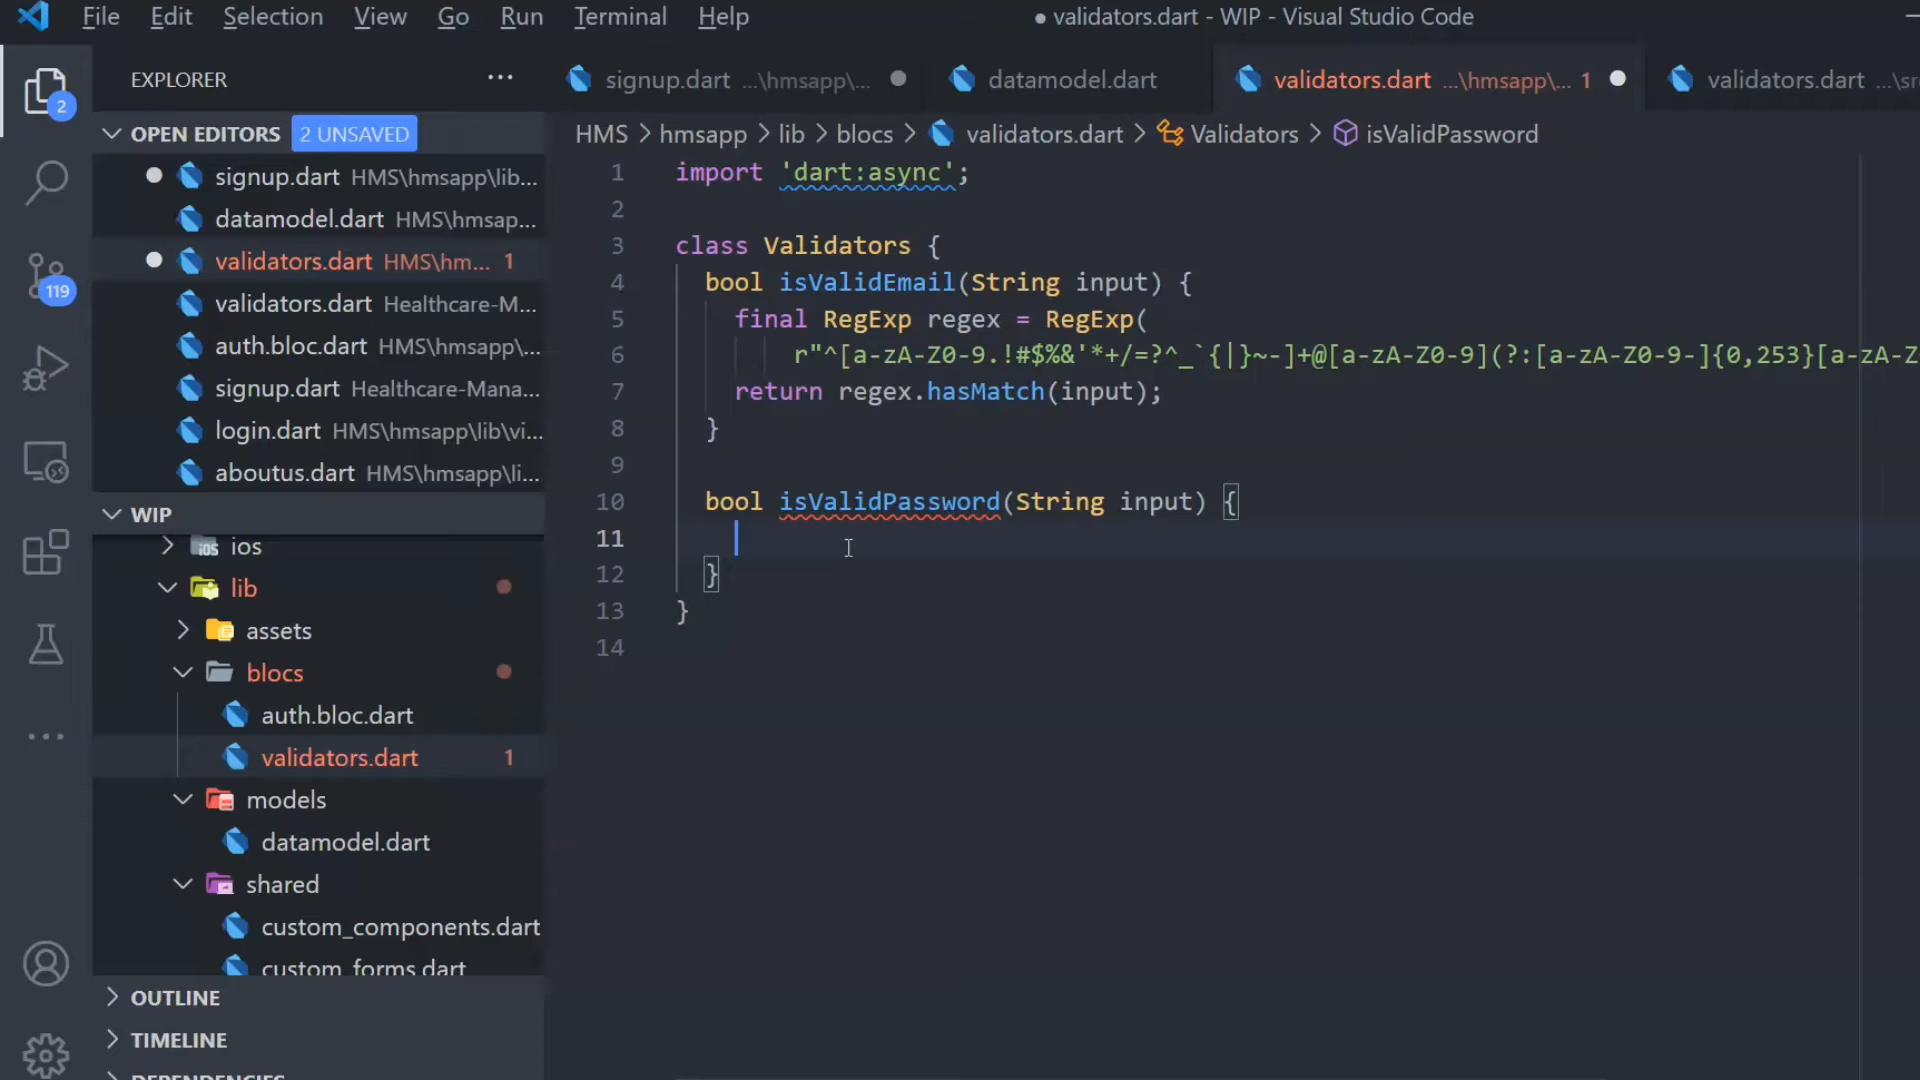 File Edit Selection View Go Run Terminal Help
● validators.dart - WIP - Visual Studio Code
EXPLORER ...
signup.dart ...\hmsapp\...
datamodel.dart
validators.dart ...\hmsapp\... 1
validators.dart ...\sr
2
OPEN EDITORS 2 UNSAVED
HMS > hmsapp > lib > blocs > validators.dart > Validators > isValidPassword
signup.dart HMS\hmsapp\lib...
datamodel.dart HMS\hmsap...
validators.dart HMS\hm... 1
validators.dart Healthcare-M...
auth.bloc.dart HMS\hmsapp\li...
signup.dart Healthcare-Mana...
login.dart HMS\hmsapp\lib\vi...
aboutus.dart HMS\hmsapp\li...
119
WIP
ios
lib
assets
blocs
auth.bloc.dart
validators.dart 1
models
datamodel.dart
shared
custom_components.dart
custom_forms.dart
OUTLINE
TIMELINE
DEPENDENCIES
1 import 'dart:async';
2
3 class Validators {
4 bool isValidEmail(String input) {
5 final RegExp regex = RegExp(
6 r"^[a-zA-Z0-9.!#$%&'*+/=?^_`{|}~-]+@[a-zA-Z0-9](?:[a-zA-Z0-9-]{0,253}[a-zA-Z
7 return regex.hasMatch(input);
8 }
9
10 bool isValidPassword(String input) {
11
12 }
13 }
14